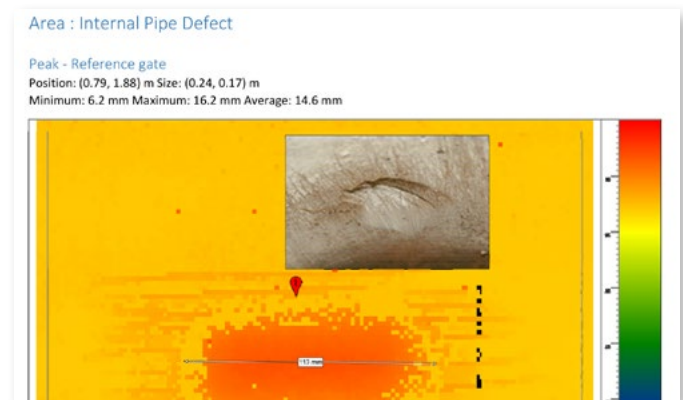 Area : Internal Pipe Defect
Peak - Reference gate
Position: (0.79, 1.88) m Size: (0.24, 0.17) m
Minimum: 6.2 mm Maximum: 16.2 mm Average: 14.6 mm